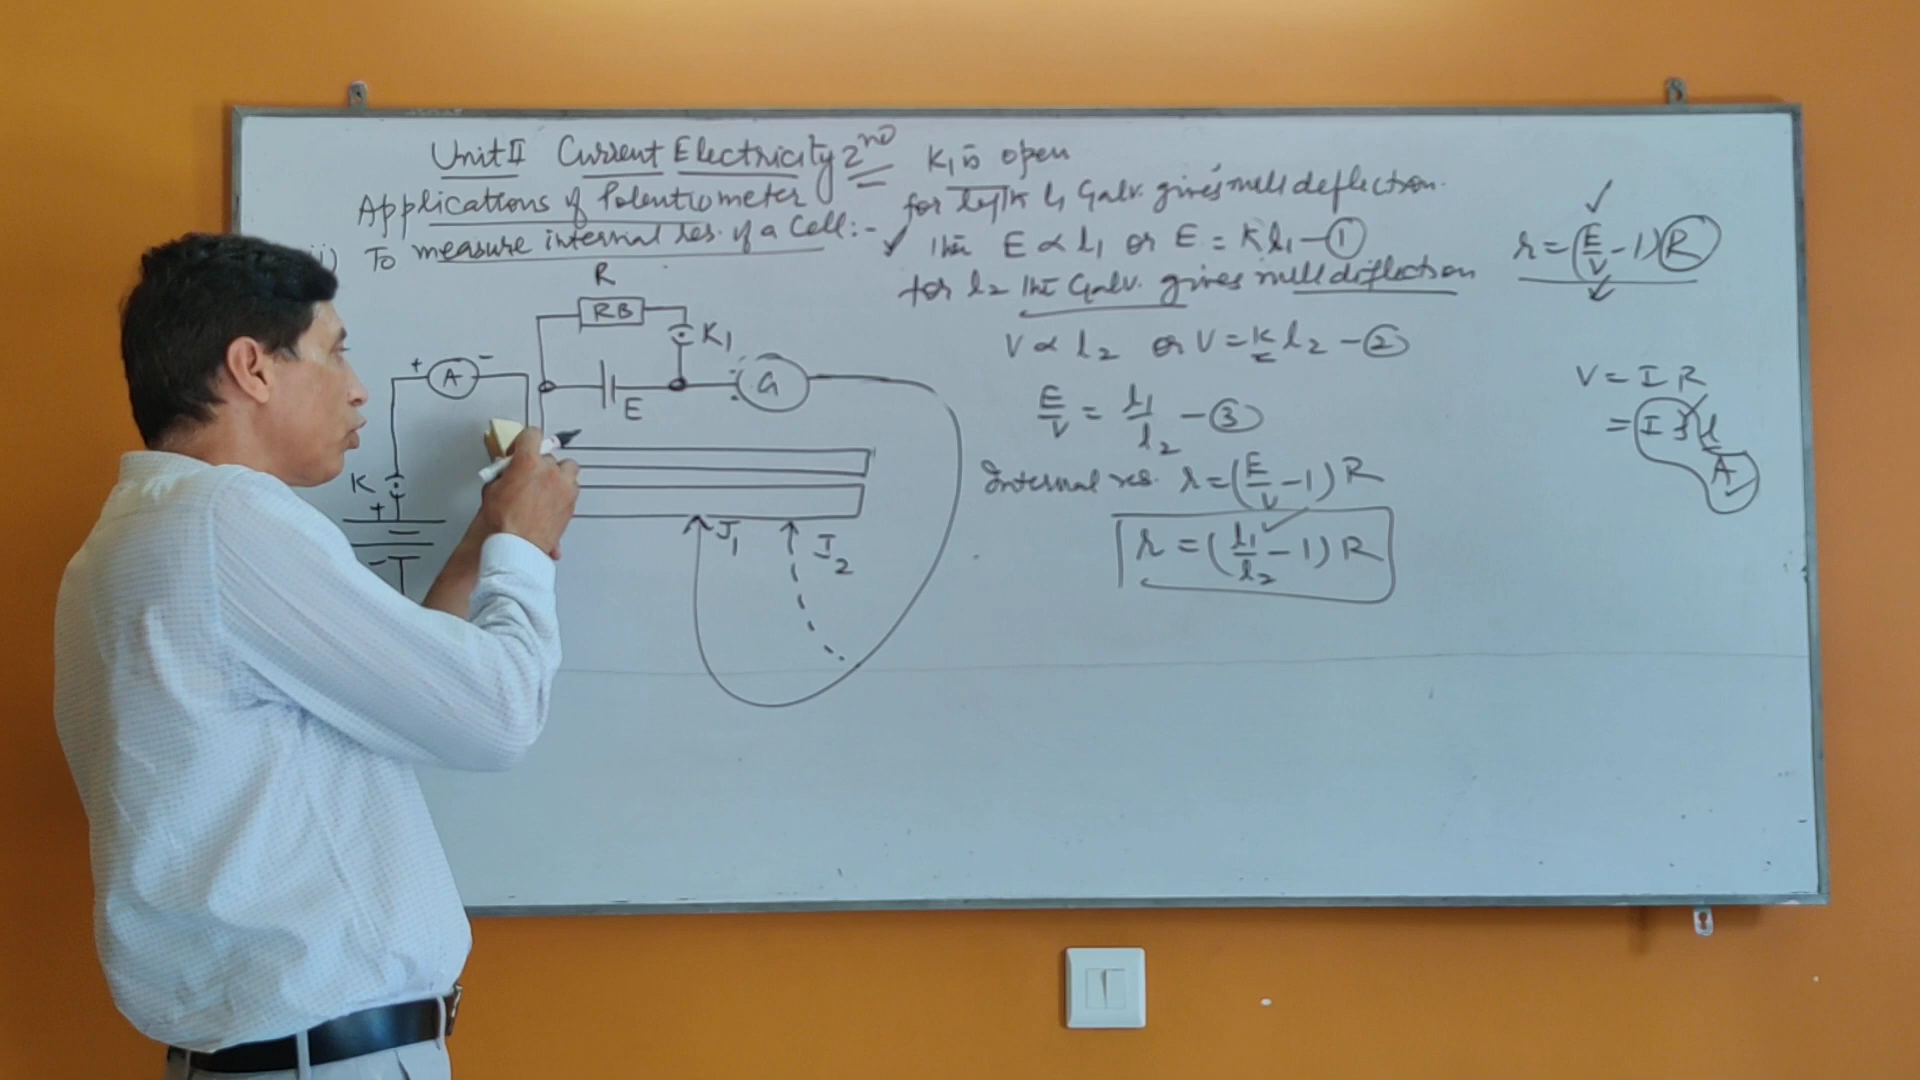 Unit II Current Electricity 2nd
Applications of Potentiometer
ii) To measure internal res. of a Cell:-
R
RB
K1
+ A -
G
E
K
+
-
J1
J2
K1 is open
for l1 Galv. gives null deflection.
✓ then E ∝ l1 or E = Kl1 - ①
for l2 the Galv. gives null deflection
V ∝ l2 or V = K l2 - ②
E/V = l1/l2 - ③
Internal res. r = (E/V - 1) R
r = (l1/l2 - 1) R
r = (E/V - 1) R
V = I R
= I ρ l/A